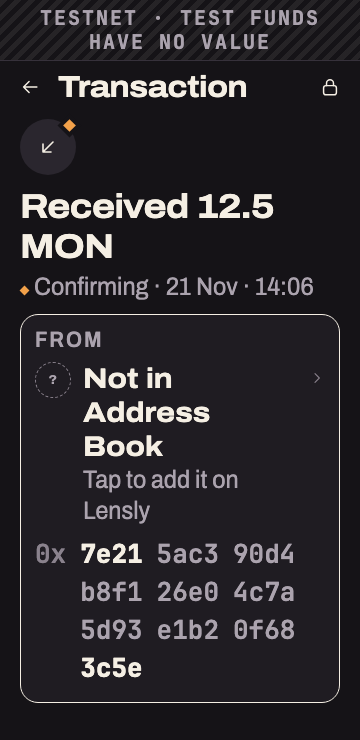 TESTNET · TEST FUNDS
HAVE NO VALUE
Transaction
Received 12.5
MON
Confirming · 21 Nov · 14:06
FROM
?
Not in
Address
Book
Tap to add it on
Lensly
0x 7e21 5ac3 90d4
b8f1 26e0 4c7a
5d93 e1b2 0f68
3c5e